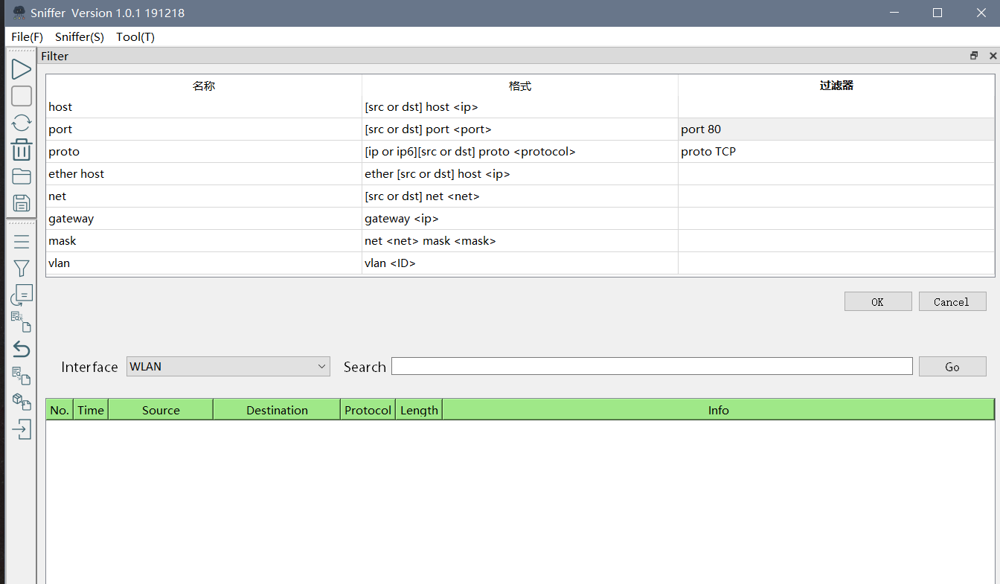 Sniffer Version 1.0.1 191218
File(F) Sniffer(S) Tool(T)
Filter
名称 格式 过滤器
host [src or dst] host <ip>
port [src or dst] port <port> port 80
proto [ip or ip6][src or dst] proto <protocol> proto TCP
ether host ether [src or dst] host <ip>
net [src or dst] net <net>
gateway gateway <ip>
mask net <net> mask <mask>
vlan vlan <ID>
OK Cancel
Interface WLAN Search Go
No. Time Source Destination Protocol Length Info